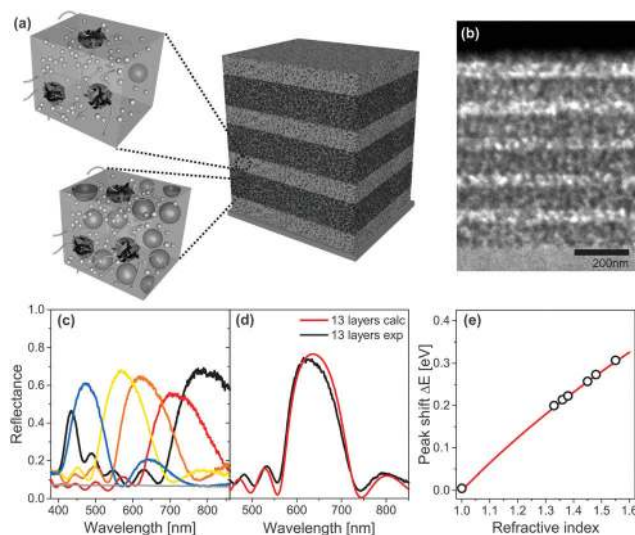 (a)
(b)
200nm
(c)
(d)
(e)
13 layers calc
13 layers exp
Reflectance
1.0
0.8
0.6
0.4
0.2
0.0
400 500 600 700 800
Wavelength [nm]
500 600 700 800
Wavelength [nm]
Peak shift ΔE [eV]
0.4
0.3
0.2
0.1
0.0
1.0 1.1 1.2 1.3 1.4 1.5 1.6
Refractive index